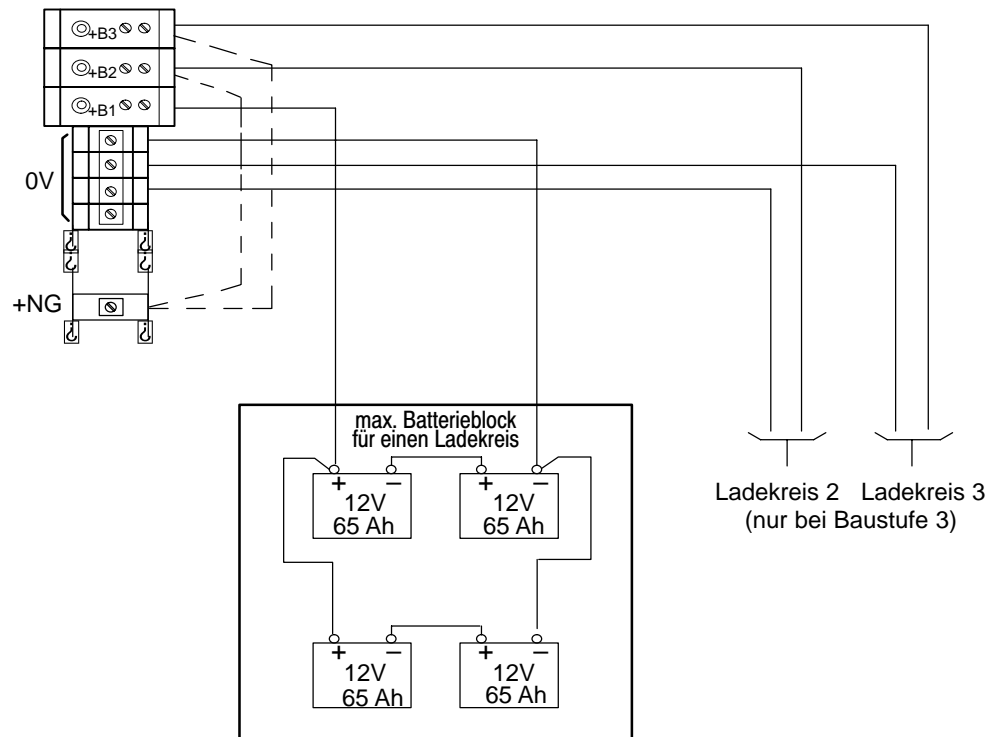 +B3
+B2
+B1
0V
+NG
max. Batterieblock
für einen Ladekreis
+ − + −
12V 12V
65 Ah 65 Ah
+ − + −
12V 12V
65 Ah 65 Ah
Ladekreis 2 Ladekreis 3
(nur bei Baustufe 3)